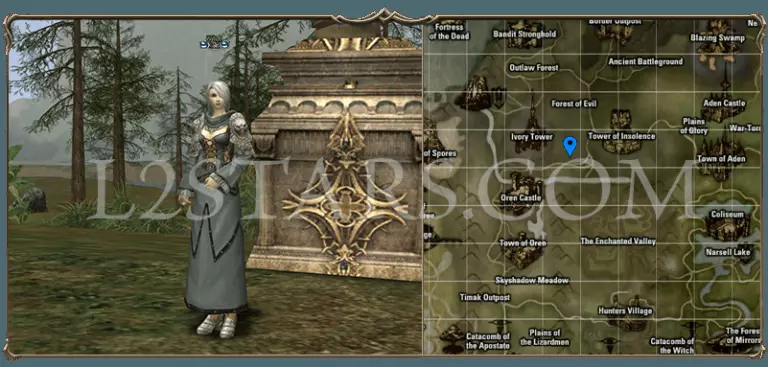 Fortress
of the Dead
Bandit Stronghold
Border Outpost
Ne
Blazing Swamp
Outlaw Forest
Ancient Battleground
Forest of Evil
Aden Castle
Plains
of Glory
War-Torn
Ivory Tower
Tower of Insolence
of Spores
Town of Aden
L2STARS.COM
Oren Castle
Coliseum
Town of Oren
The Enchanted Valley
Narsell Lake
Skyshadow Meadow
Timak Outpost
Hunters Village
Catacomb of
the Apostate
Plains of
the Lizardmen
Catacomb of
the Witch
The Fores
of Mirrors